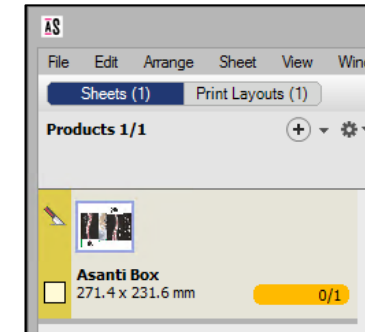 AS
File Edit Arrange Sheet View Win
Sheets (1) Print Layouts (1)
Products 1/1
Asanti Box
271.4 x 231.6 mm 0/1